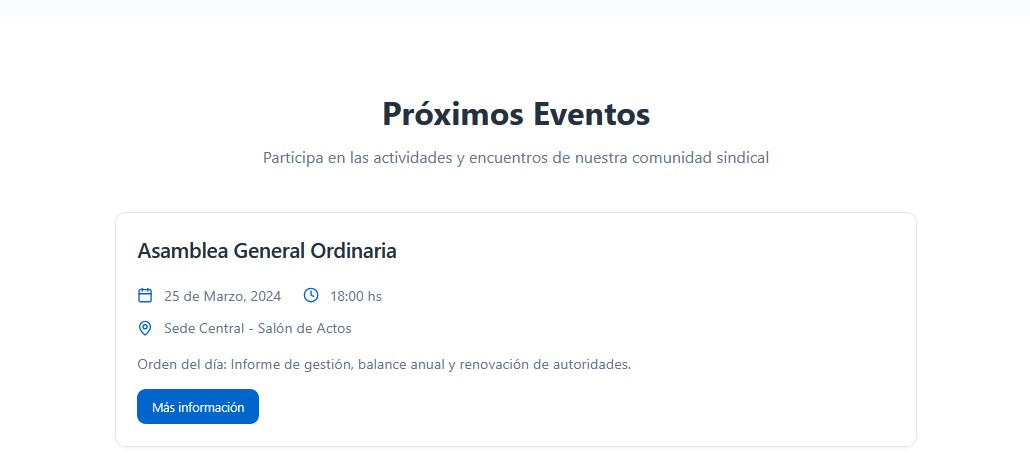 Próximos Eventos
Participa en las actividades y encuentros de nuestra comunidad sindical
Asamblea General Ordinaria
25 de Marzo, 2024 18:00 hs
Sede Central - Salón de Actos
Orden del día: Informe de gestión, balance anual y renovación de autoridades.
Más información